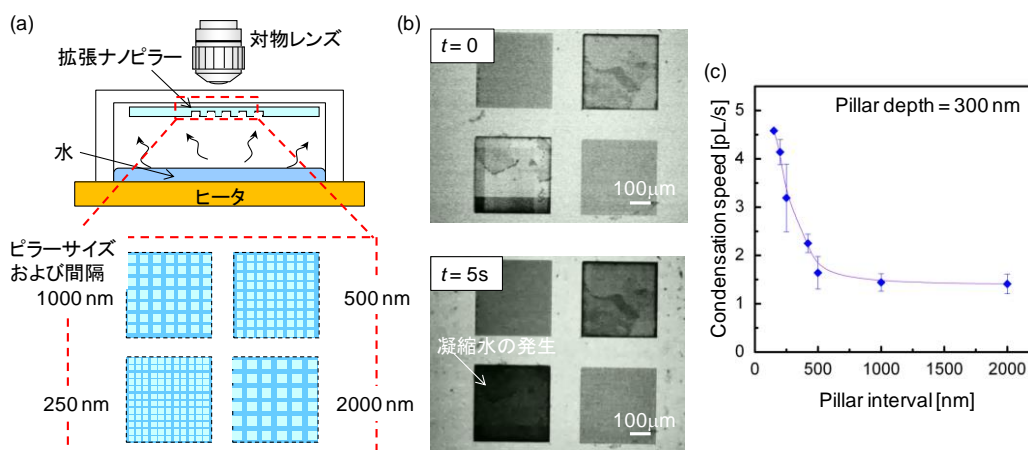 (a)
対物レンズ
拡張ナノピラー
水
ヒータ
ピラーサイズ
および間隔
1000 nm
500 nm
250 nm
2000 nm
(b)
t = 0
100μm
t = 5s
凝縮水の発生
100μm
(c)
Pillar depth = 300 nm
Condensation speed [pL/s]
6
5
4
3
2
1
0
0
500
1000
1500
2000
Pillar interval [nm]